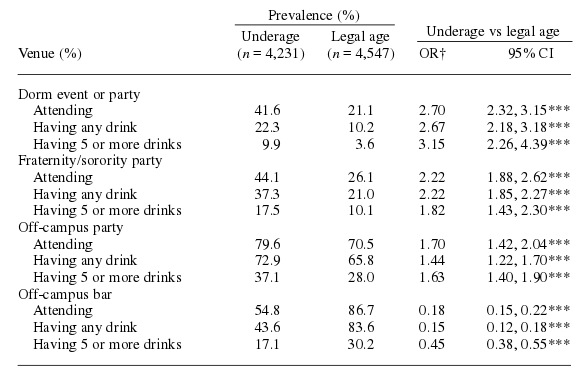 Prevalence (%)
Underage Legal age Underage vs legal age
Venue (%) (n = 4,231) (n = 4,547) OR† 95% CI
Dorm event or party
Attending 41.6 21.1 2.70 2.32, 3.15***
Having any drink 22.3 10.2 2.67 2.18, 3.18***
Having 5 or more drinks 9.9 3.6 3.15 2.26, 4.39***
Fraternity/sorority party
Attending 44.1 26.1 2.22 1.88, 2.62***
Having any drink 37.3 21.0 2.22 1.85, 2.27***
Having 5 or more drinks 17.5 10.1 1.82 1.43, 2.30***
Off-campus party
Attending 79.6 70.5 1.70 1.42, 2.04***
Having any drink 72.9 65.8 1.44 1.22, 1.70***
Having 5 or more drinks 37.1 28.0 1.63 1.40, 1.90***
Off-campus bar
Attending 54.8 86.7 0.18 0.15, 0.22***
Having any drink 43.6 83.6 0.15 0.12, 0.18***
Having 5 or more drinks 17.1 30.2 0.45 0.38, 0.55***